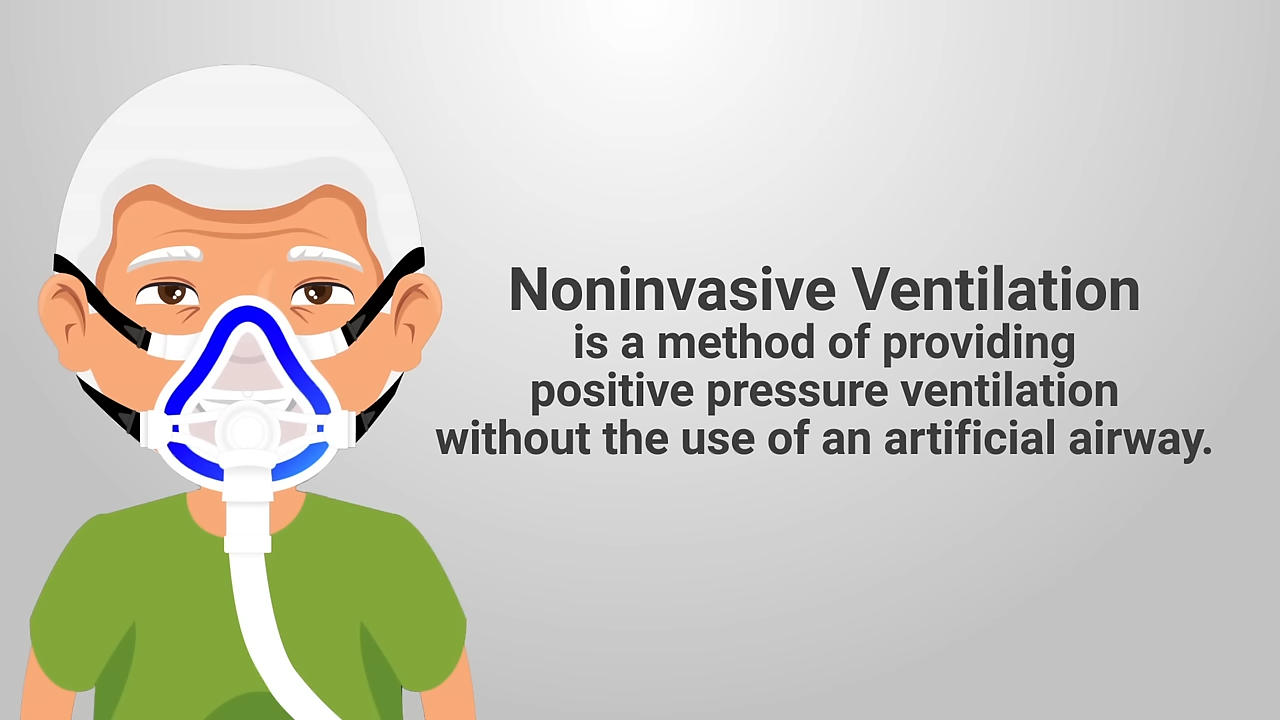 Noninvasive Ventilation
is a method of providing
positive pressure ventilation
without the use of an artificial airway.